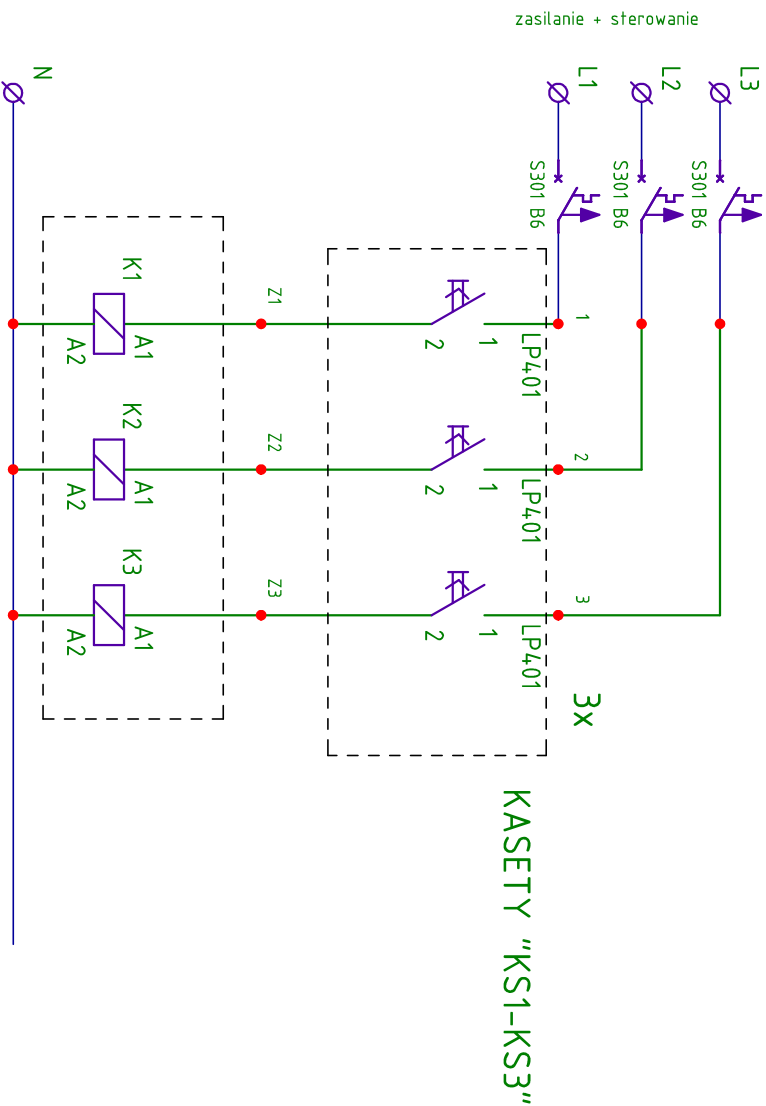 zasilanie + sterowanie
L3
L2
L1
N
S301 B6
S301 B6
S301 B6
1
LP401
1
2
Z1
K1
A1
A2
2
LP401
1
2
Z2
K2
A1
A2
3
LP401
1
2
Z3
K3
A1
A2
3x
KASETY "KS1-KS3"